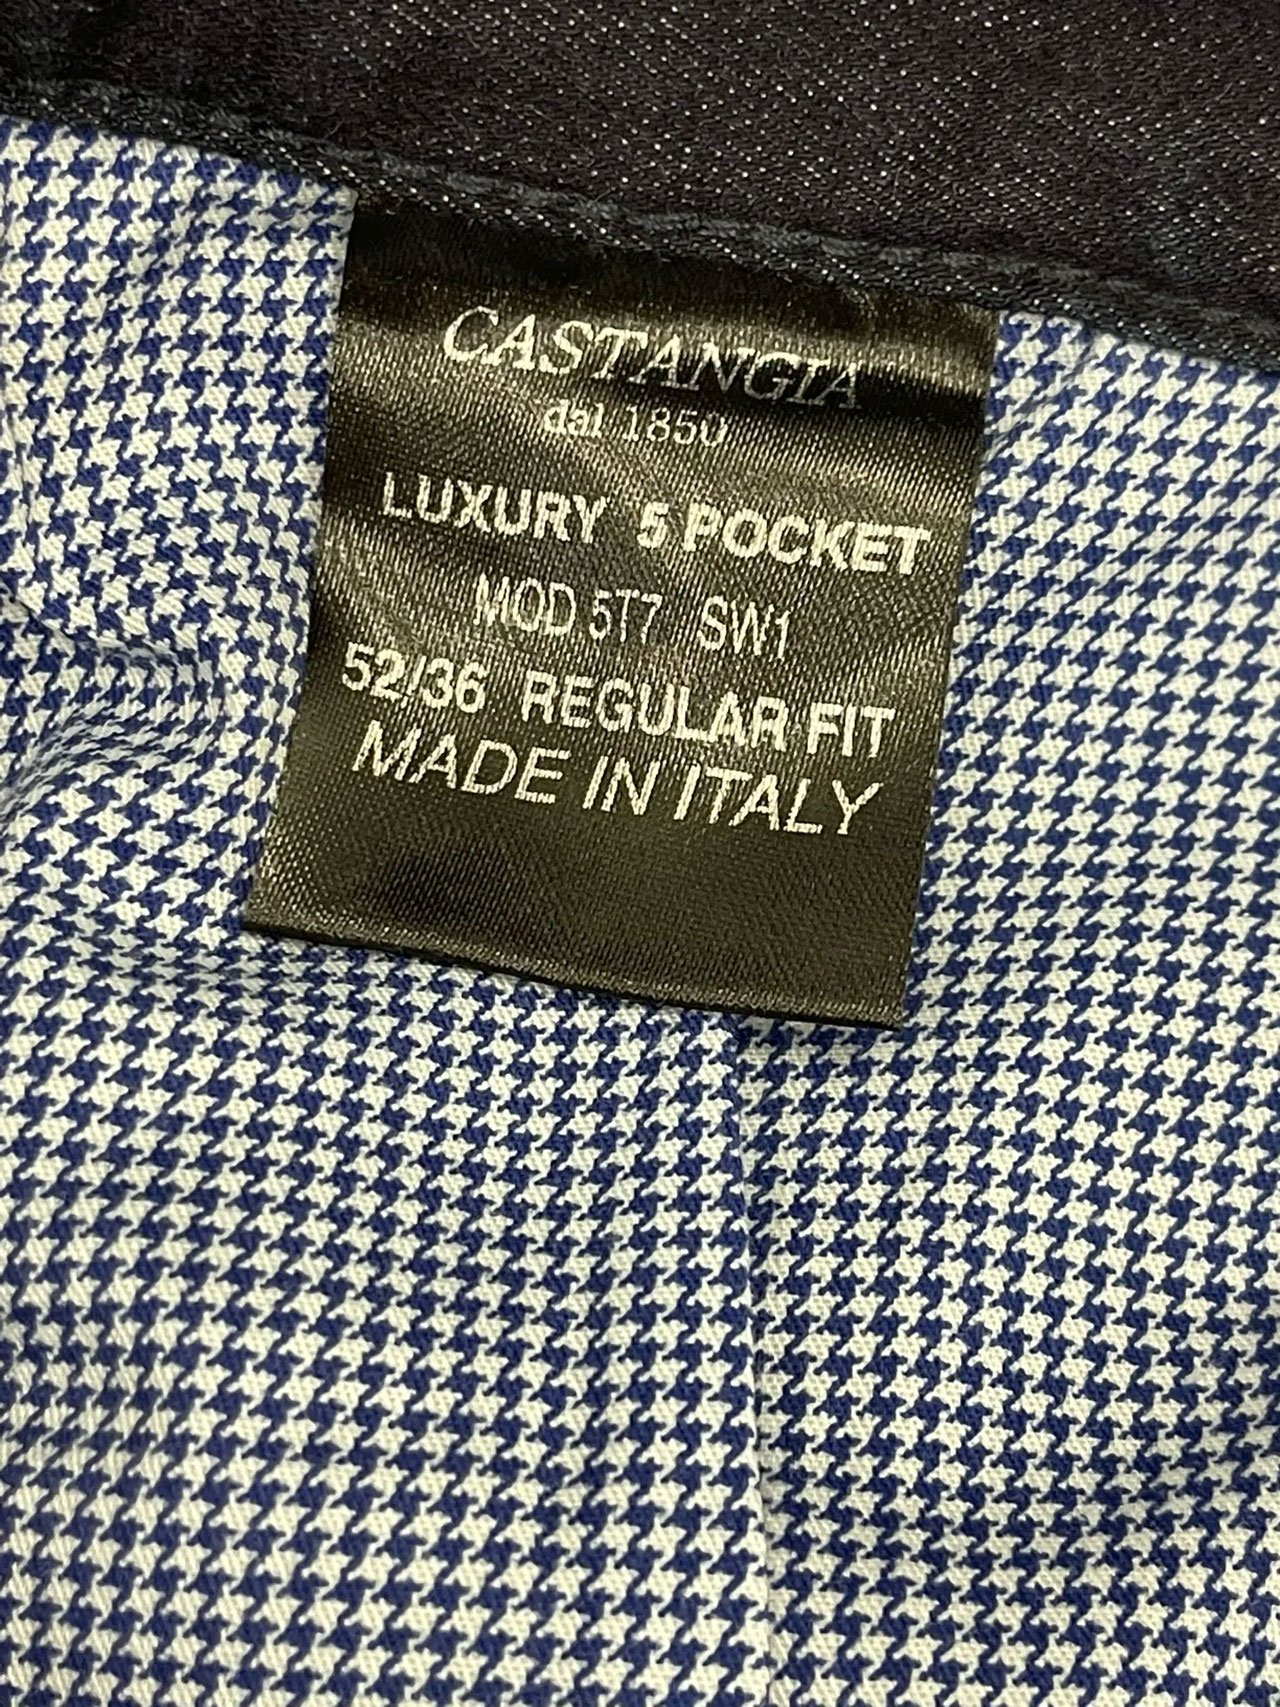 CASTANGIA
dal 1850
LUXURY 5 POCKET
MOD.5T7 SW1
52/36 REGULAR FIT
MADE IN ITALY